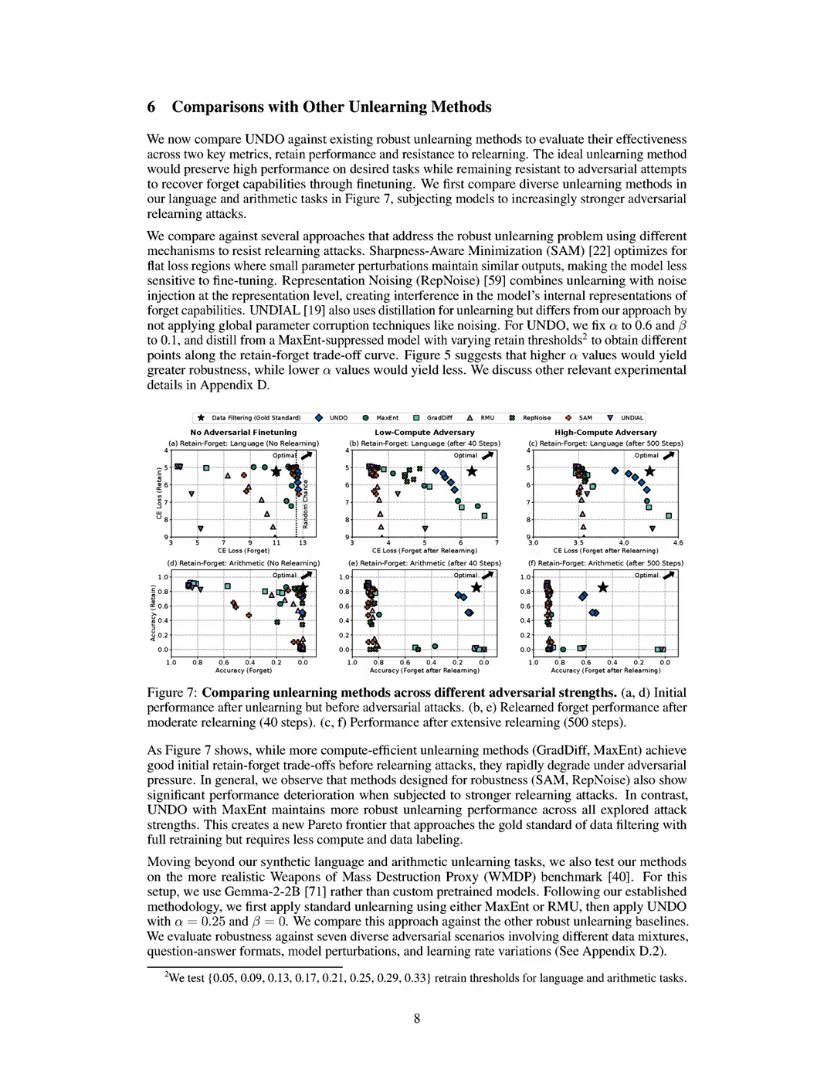 6 Comparisons with Other Unlearning Methods
We now compare UNDO against existing robust unlearning methods to evaluate their effectiveness
across two key metrics, retain performance and resistance to relearning. The ideal unlearning method
would preserve high performance on desired tasks while remaining resistant to adversarial attempts
to recover forget capabilities through finetuning. We first compare diverse unlearning methods in
our language and arithmetic tasks in Figure 7, subjecting models to increasingly stronger adversarial
relearning attacks.
We compare against several approaches that address the robust unlearning problem using different
mechanisms to resist relearning attacks. Sharpness-Aware Minimization (SAM) [22] optimizes for
flat loss regions where small parameter perturbations maintain similar outputs, making the model less
sensitive to fine-tuning. Representation Noising (RepNoise) [59] combines unlearning with noise
injection at the representation level, creating interference in the model's internal representations of
forget capabilities. UNDIAL [19] also uses distillation for unlearning but differs from our approach by
not applying global parameter corruption techniques like noising. For UNDO, we fix α to 0.6 and β
to 0.1, and distill from a MaxEnt-suppressed model with varying retain thresholds² to obtain different
points along the retain-forget trade-off curve. Figure 5 suggests that higher α values would yield
greater robustness, while lower α values would yield less. We discuss other relevant experimental
details in Appendix D.
Data Filtering (Gold Standard) UNDO MaxEnt GradDiff RMU RepNoise SAM UNDIAL
No Adversarial Finetuning Low-Compute Adversary High-Compute Adversary
(a) Retain-Forget: Language (No Relearning) (b) Retain-Forget: Language (after 40 Steps) (c) Retain-Forget: Language (after 500 Steps)
CE Loss (Retain)
4 5 6 7 8 9
Optimal Optimal Optimal
Random Chance
3 5 7 9 11 13
3 4 5 6 7
3.0 3.5 4.0 4.6
CE Loss (Forget) CE Loss (Forget after Relearning) CE Loss (Forget after Relearning)
(d) Retain-Forget: Arithmetic (No Relearning) (e) Retain-Forget: Arithmetic (after 40 Steps) (f) Retain-Forget: Arithmetic (after 500 Steps)
Accuracy (Retain)
1.0 0.8 0.6 0.4 0.2 0.0
Optimal Optimal Optimal
1.0 0.8 0.6 0.4 0.2 0.0
1.0 0.8 0.6 0.4 0.2 0.0
1.0 0.8 0.6 0.4 0.2 0.0
Accuracy (Forget) Accuracy (Forget after Relearning) Accuracy (Forget after Relearning)
Figure 7: Comparing unlearning methods across different adversarial strengths. (a, d) Initial
performance after unlearning but before adversarial attacks. (b, e) Relearned forget performance after
moderate relearning (40 steps). (c, f) Performance after extensive relearning (500 steps).
As Figure 7 shows, while more compute-efficient unlearning methods (GradDiff, MaxEnt) achieve
good initial retain-forget trade-offs before relearning attacks, they rapidly degrade under adversarial
pressure. In general, we observe that methods designed for robustness (SAM, RepNoise) also show
significant performance deterioration when subjected to stronger relearning attacks. In contrast,
UNDO with MaxEnt maintains more robust unlearning performance across all explored attack
strengths. This creates a new Pareto frontier that approaches the gold standard of data filtering with
full retraining but requires less compute and data labeling.
Moving beyond our synthetic language and arithmetic unlearning tasks, we also test our methods
on the more realistic Weapons of Mass Destruction Proxy (WMDP) benchmark [40]. For this
setup, we use Gemma-2-2B [71] rather than custom pretrained models. Following our established
methodology, we first apply standard unlearning using either MaxEnt or RMU, then apply UNDO
with α = 0.25 and β = 0. We compare this approach against the other robust unlearning baselines.
We evaluate robustness against seven diverse adversarial scenarios involving different data mixtures,
question-answer formats, model perturbations, and learning rate variations (See Appendix D.2).
²We test {0.05, 0.09, 0.13, 0.17, 0.21, 0.25, 0.29, 0.33} retrain thresholds for language and arithmetic tasks.
8